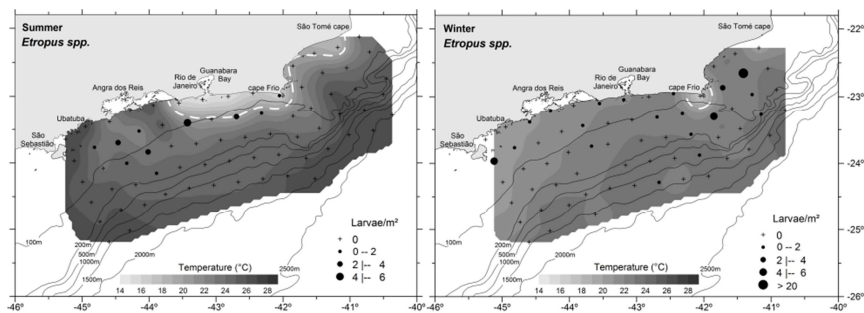 Summer
Etropus spp.
São Tomé cape
Guanabara
Bay
Rio de
Janeiro
cape Frio
Angra dos Reis
Ubatuba
São
Sebastião
100m
200m
500m
1000m
1500m
2000m
2500m
Larvae/m²
0
0 -- 2
2 |-- 4
4 |-- 6
Temperature (°C)
14 16 18 20 22 24 26 28
-46° -45° -44° -43° -42° -41° -40°
Winter
Etropus spp.
São Tomé cape
Guanabara
Bay
Rio de
Janeiro
cape Frio
Angra dos Reis
Ubatuba
São
Sebastião
100m
200m
500m
1000m
1500m
2000m
2500m
Larvae/m²
0
0 -- 2
2 |-- 4
4 |-- 6
> 20
Temperature (°C)
14 16 18 20 22 24 26 28
-22°
-23°
-24°
-25°
-26°
-46° -45° -44° -43° -42° -41° -40°